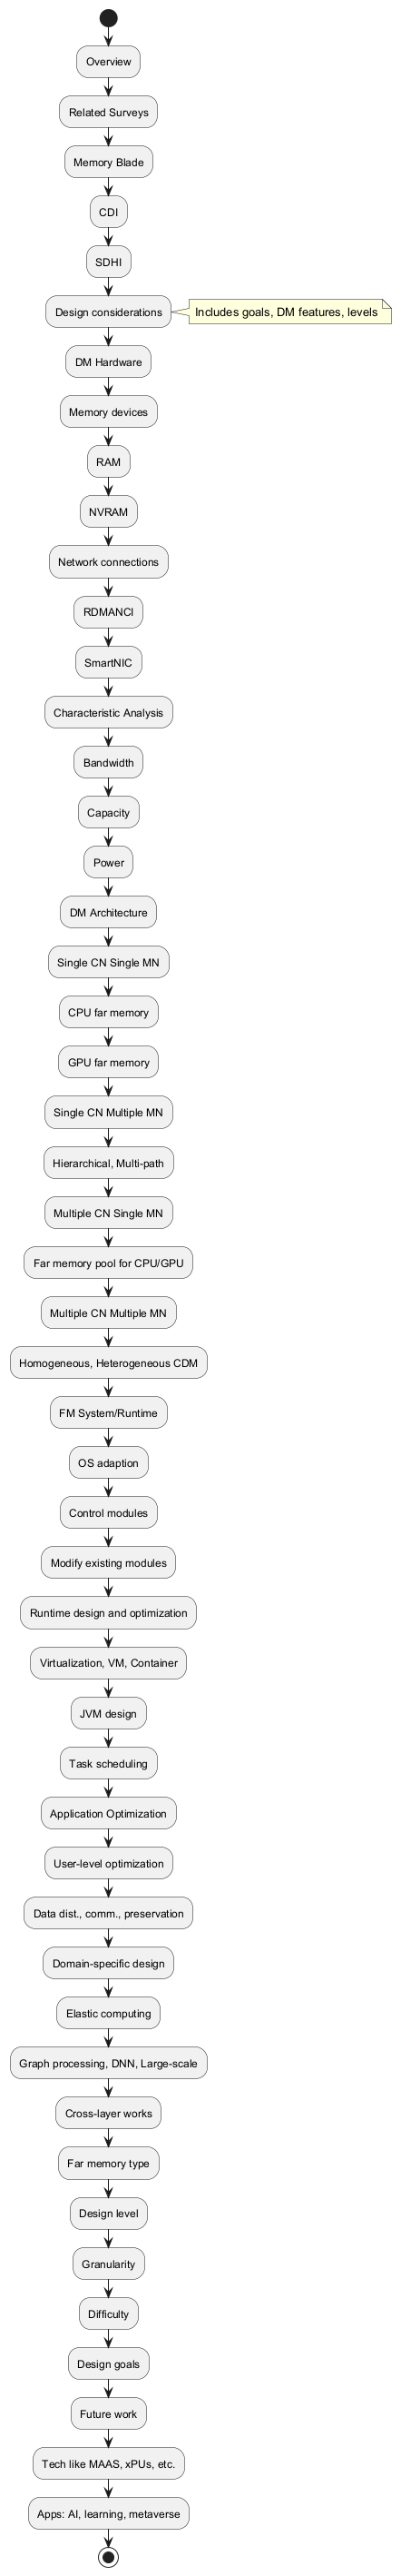 Overview
Related Surveys
Memory Blade
CDI
SDHI
Design considerations
Includes goals, DM features, levels
DM Hardware
Memory devices
RAM
NVRAM
Network connections
RDMANCI
SmartNIC
Characteristic Analysis
Bandwidth
Capacity
Power
DM Architecture
Single CN Single MN
CPU far memory
GPU far memory
Single CN Multiple MN
Hierarchical, Multi-path
Multiple CN Single MN
Far memory pool for CPU/GPU
Multiple CN Multiple MN
Homogeneous, Heterogeneous CDM
FM System/Runtime
OS adaption
Control modules
Modify existing modules
Runtime design and optimization
Virtualization, VM, Container
JVM design
Task scheduling
Application Optimization
User-level optimization
Data dist., comm., preservation
Domain-specific design
Elastic computing
Graph processing, DNN, Large-scale
Cross-layer works
Far memory type
Design level
Granularity
Difficulty
Design goals
Future work
Tech like MAAS, xPUs, etc.
Apps: AI, learning, metaverse